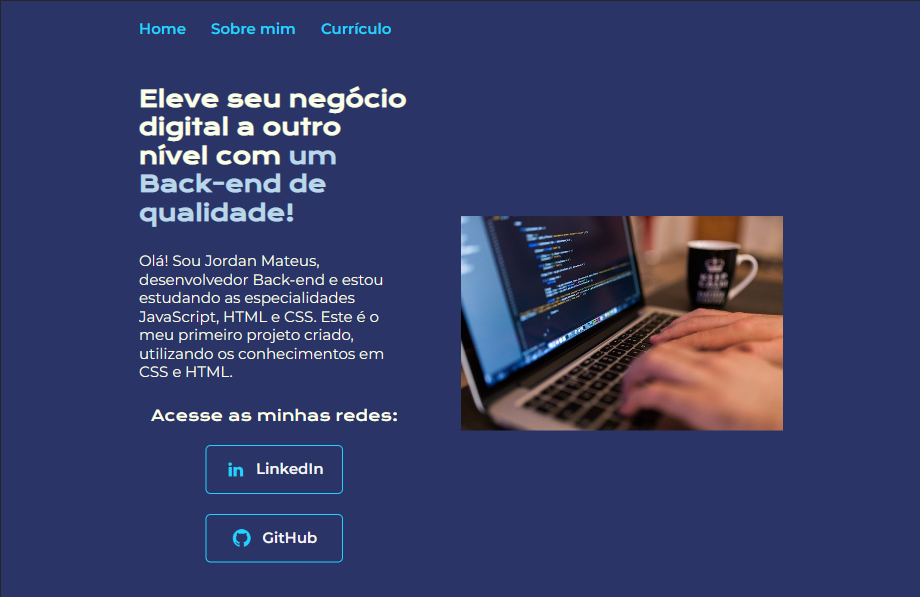 Home Sobre mim Currículo
Eleve seu negócio
digital a outro
nível com um
Back-end de
qualidade!
Olá! Sou Jordan Mateus,
desenvolvedor Back-end e estou
estudando as especialidades
JavaScript, HTML e CSS. Este é o
meu primeiro projeto criado,
utilizando os conhecimentos em
CSS e HTML.
Acesse as minhas redes:
LinkedIn
GitHub